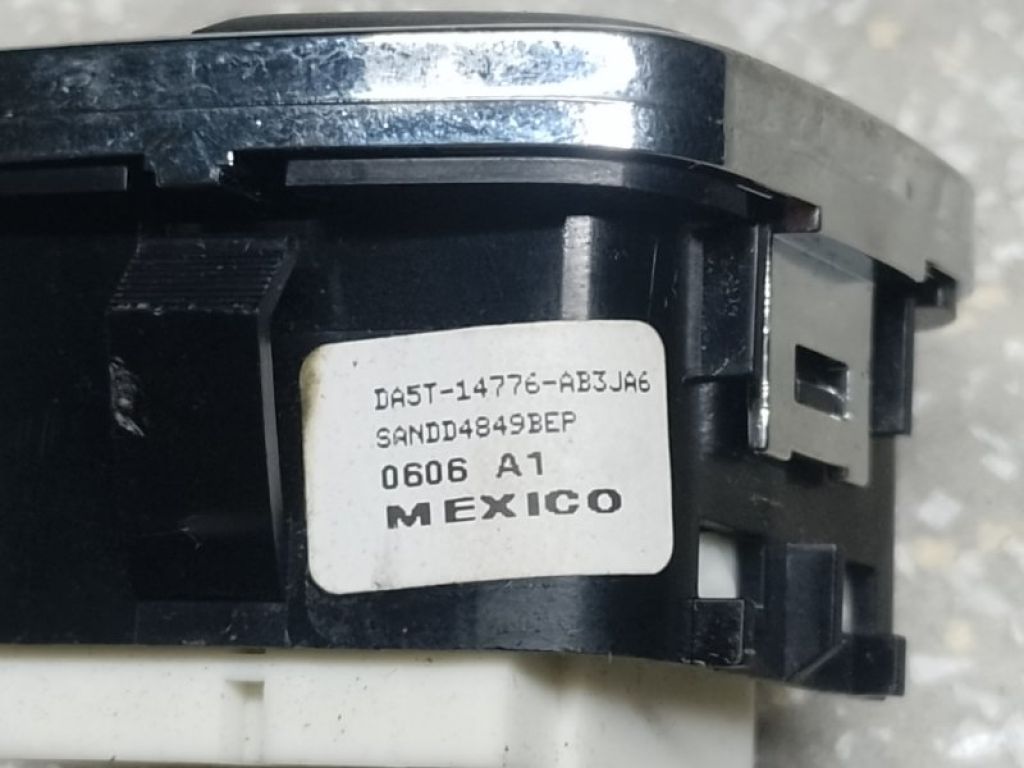 DA5T-14776-AB3JA6
SANDD4849BEP
0606 A1
MEXICO